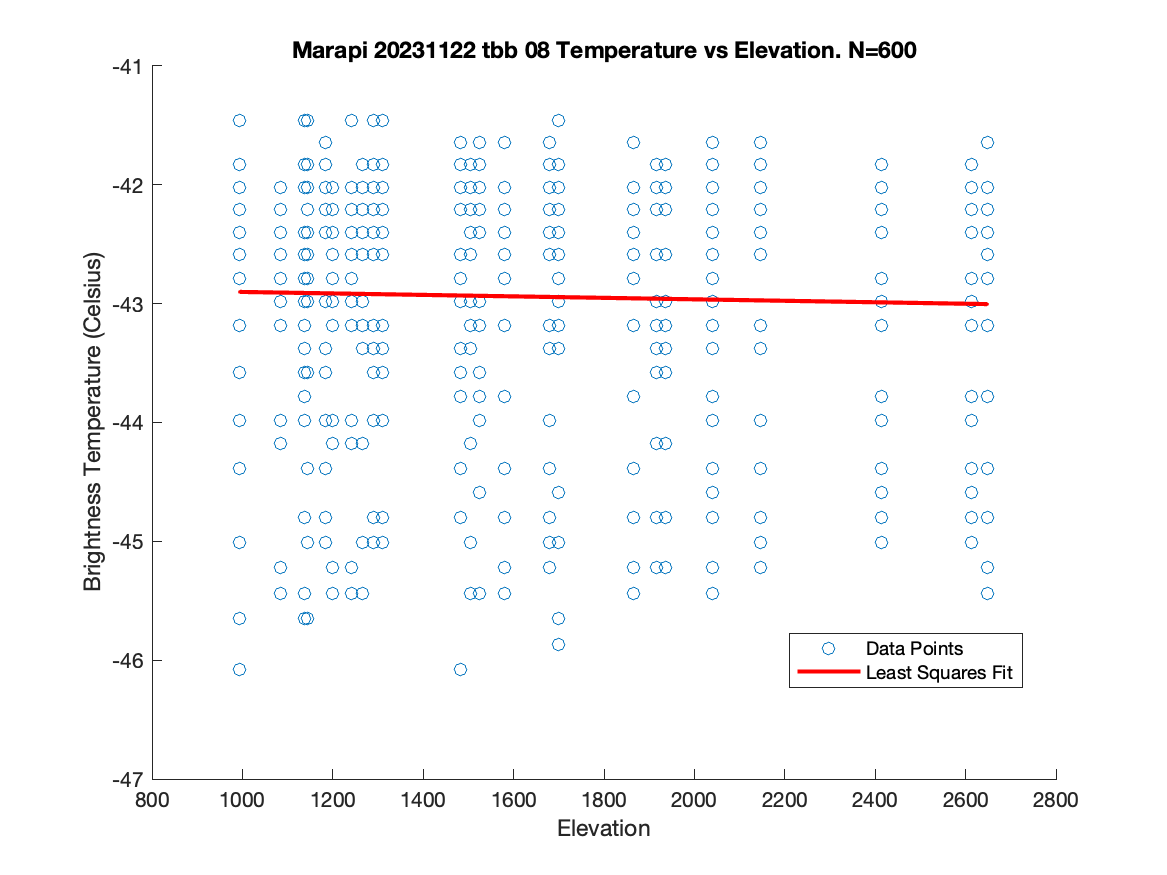 Marapi 20231122 tbb 08 Temperature vs Elevation. N=600
-41
-42
-43
-44
-45
-46
-47
Brightness Temperature (Celsius)
Data Points
Least Squares Fit
800 1000 1200 1400 1600 1800 2000 2200 2400 2600 2800
Elevation